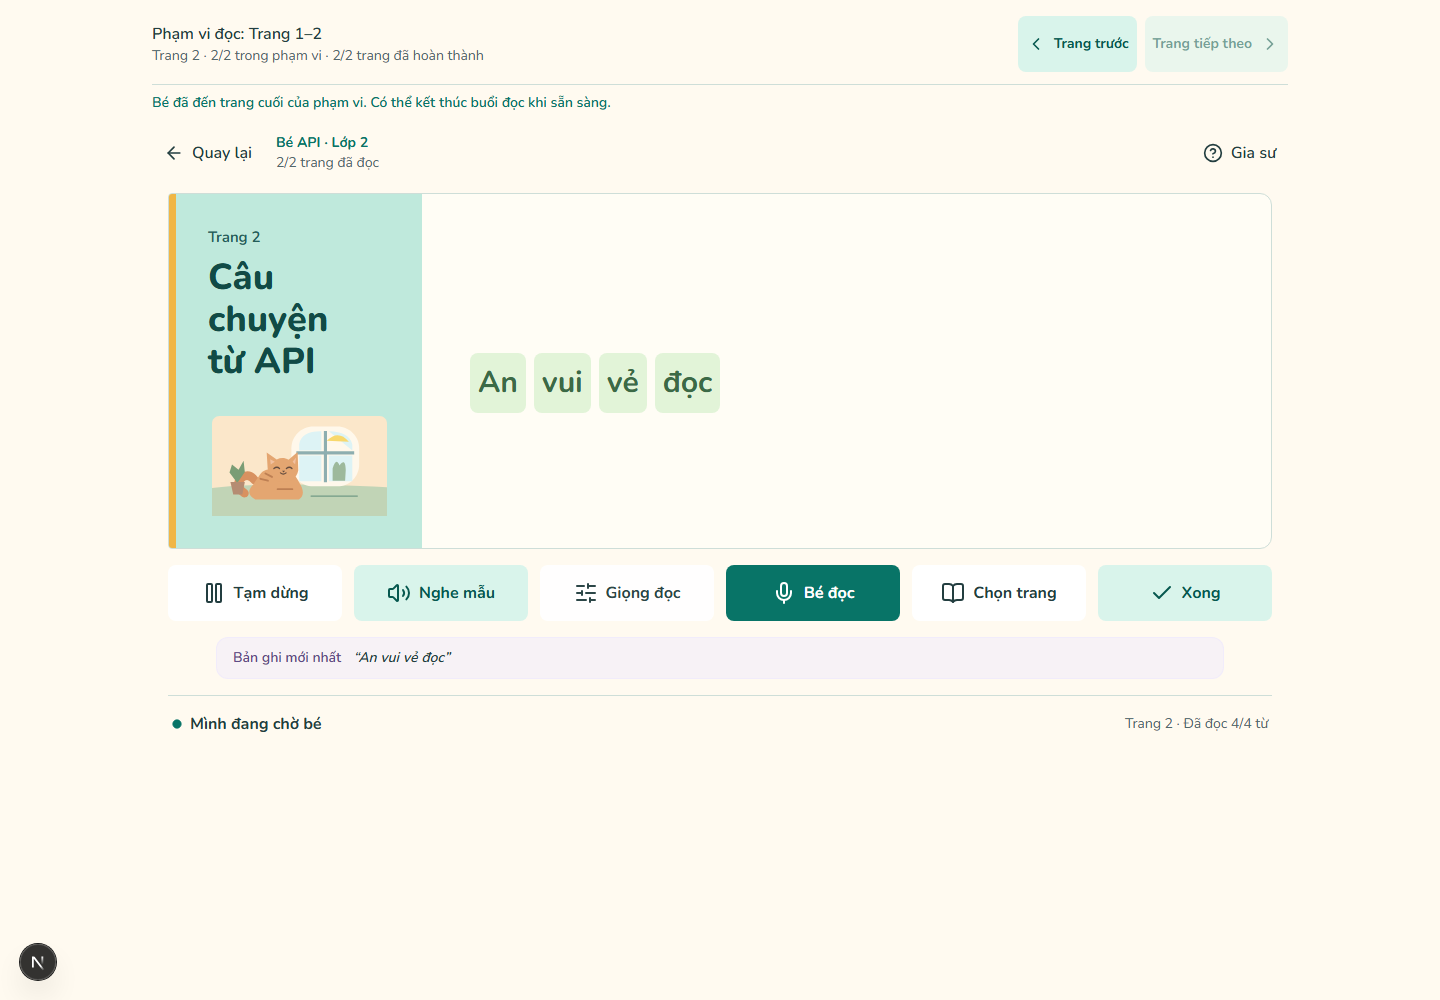 Phạm vi đọc: Trang 1–2
Trang 2 · 2/2 trong phạm vi · 2/2 trang đã hoàn thành
Trang trước
Trang tiếp theo
Bé đã đến trang cuối của phạm vi. Có thể kết thúc buổi đọc khi sẵn sàng.
Quay lại
Bé API · Lớp 2
2/2 trang đã đọc
Gia sư
Trang 2
Câu
chuyện
từ API
An vui vẻ đọc
Tạm dừng
Nghe mẫu
Giọng đọc
Bé đọc
Chọn trang
Xong
Bản ghi mới nhất “An vui vẻ đọc”
Mình đang chờ bé
Trang 2 · Đã đọc 4/4 từ
N